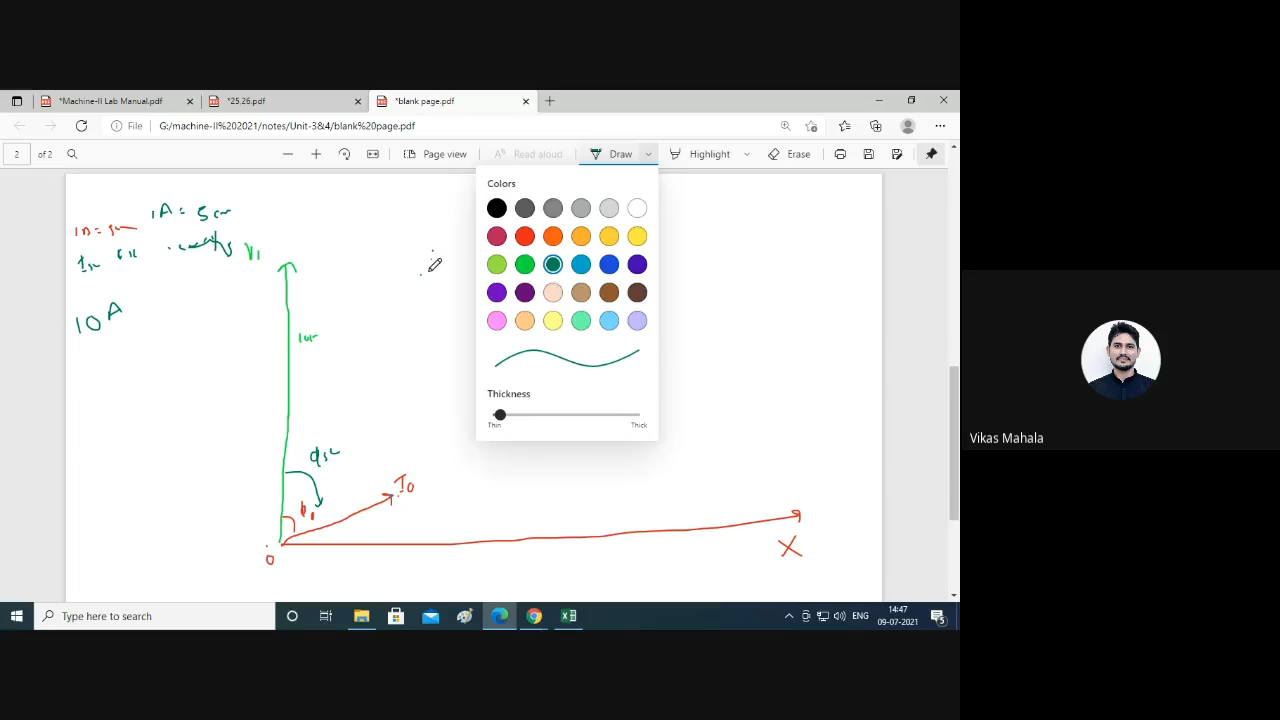 *Machine-II Lab Manual.pdf
*25,26.pdf
*blank page.pdf
File G:/machine-II%202021/notes/Unit-3&4/blank%20page.pdf
2 of 2
Page view
Read aloud
Draw
Highlight
Erase
Colors
Thickness
Thin Thick
1A = 5cm
V1
10A
I0
O
X
Vikas Mahala
Type here to search
ENG
14:47
09-07-2021
5